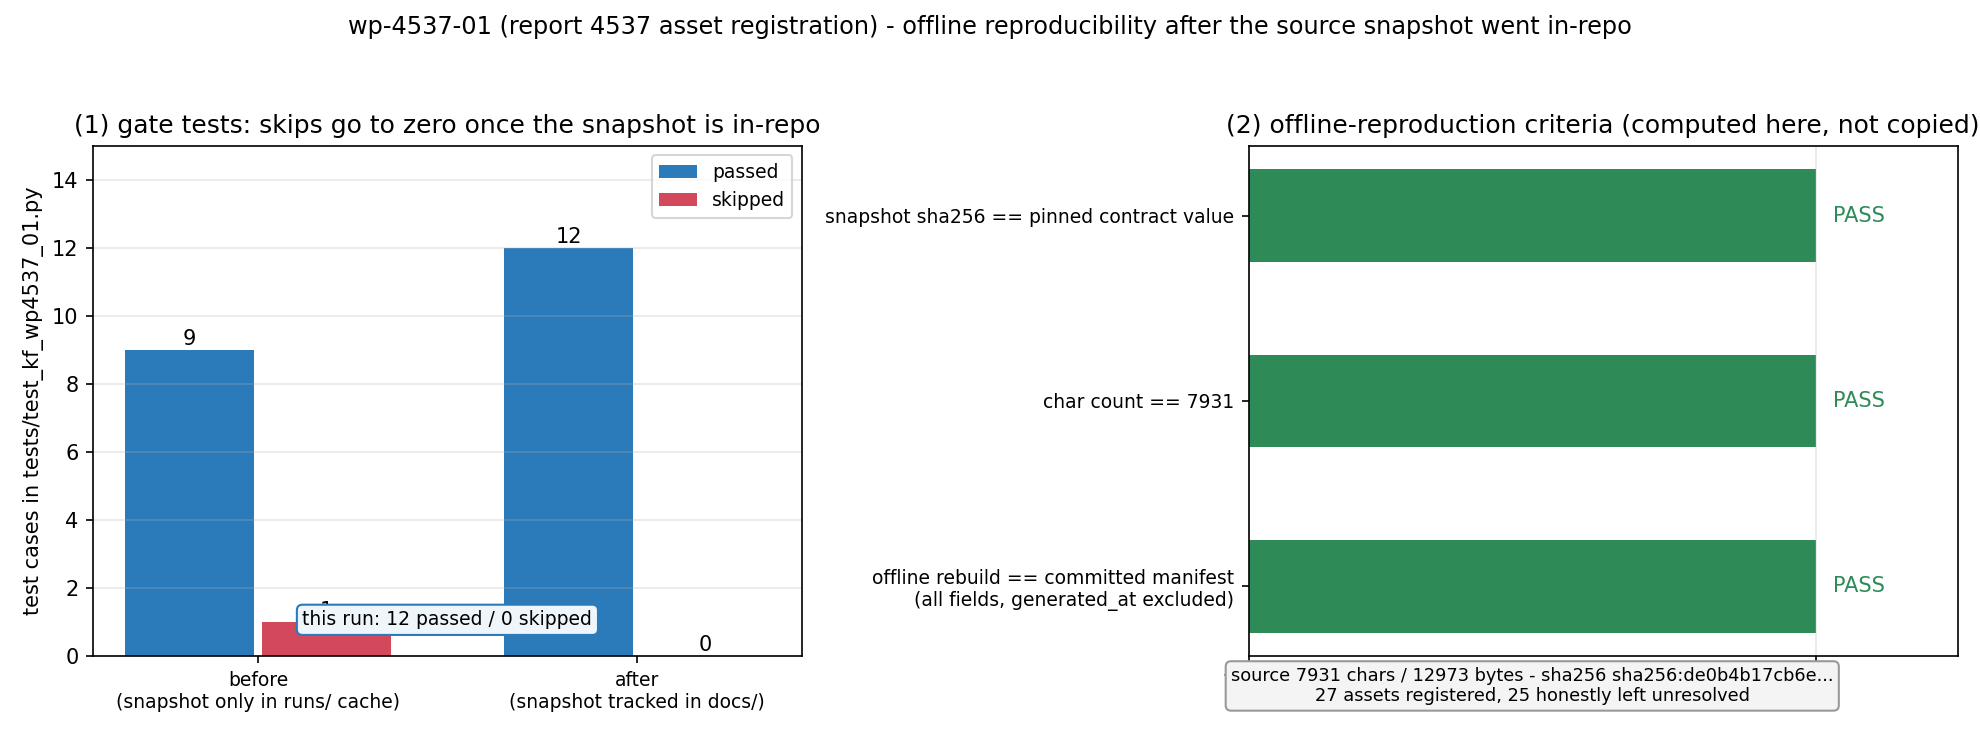 wp-4537-01 (report 4537 asset registration) - offline reproducibility after the source snapshot went in-repo
(1) gate tests: skips go to zero once the snapshot is in-repo
test cases in tests/test_kf_wp4537_01.py
14
12
10
8
6
4
2
0
passed
skipped
9
12
0
this run: 12 passed / 0 skipped
before
(snapshot only in runs/ cache)
after
(snapshot tracked in docs/)
(2) offline-reproduction criteria (computed here, not copied)
snapshot sha256 == pinned contract value
PASS
char count == 7931
PASS
offline rebuild == committed manifest
(all fields, generated_at excluded)
PASS
source 7931 chars / 12973 bytes - sha256 sha256:de0b4b17cb6e...
27 assets registered, 25 honestly left unresolved